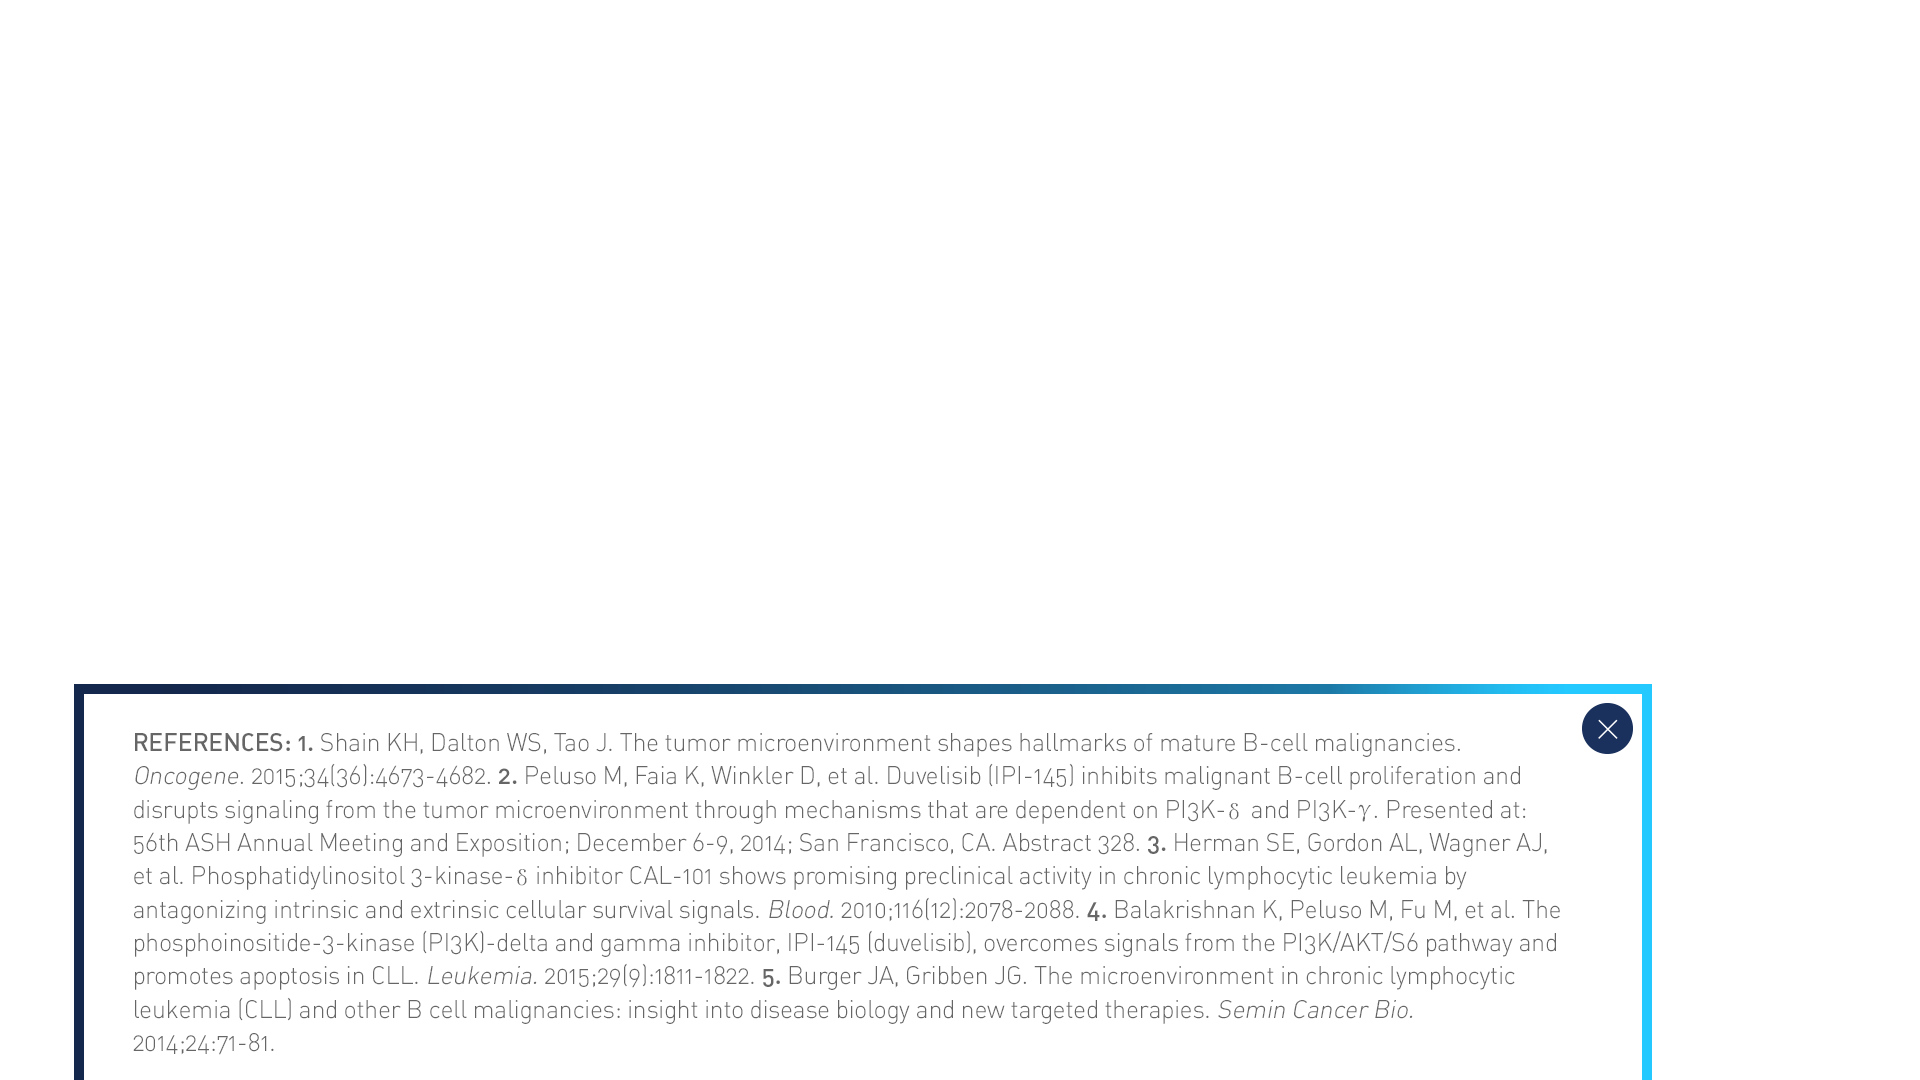 REFERENCES: 1. Shain KH, Dalton WS, Tao J. The tumor microenvironment shapes hallmarks of mature B-cell malignancies.
Oncogene. 2015;34(36):4673-4682. 2. Peluso M, Faia K, Winkler D, et al. Duvelisib (IPI-145) inhibits malignant B-cell proliferation and
disrupts signaling from the tumor microenvironment through mechanisms that are dependent on PI3K-δ and PI3K-γ. Presented at:
56th ASH Annual Meeting and Exposition; December 6-9, 2014; San Francisco, CA. Abstract 328. 3. Herman SE, Gordon AL, Wagner AJ,
et al. Phosphatidylinositol 3-kinase-δ inhibitor CAL-101 shows promising preclinical activity in chronic lymphocytic leukemia by
antagonizing intrinsic and extrinsic cellular survival signals. Blood. 2010;116(12):2078-2088. 4. Balakrishnan K, Peluso M, Fu M, et al. The
phosphoinositide-3-kinase (PI3K)-delta and gamma inhibitor, IPI-145 (duvelisib), overcomes signals from the PI3K/AKT/S6 pathway and
promotes apoptosis in CLL. Leukemia. 2015;29(9):1811-1822. 5. Burger JA, Gribben JG. The microenvironment in chronic lymphocytic
leukemia (CLL) and other B cell malignancies: insight into disease biology and new targeted therapies. Semin Cancer Bio.
2014;24:71-81.